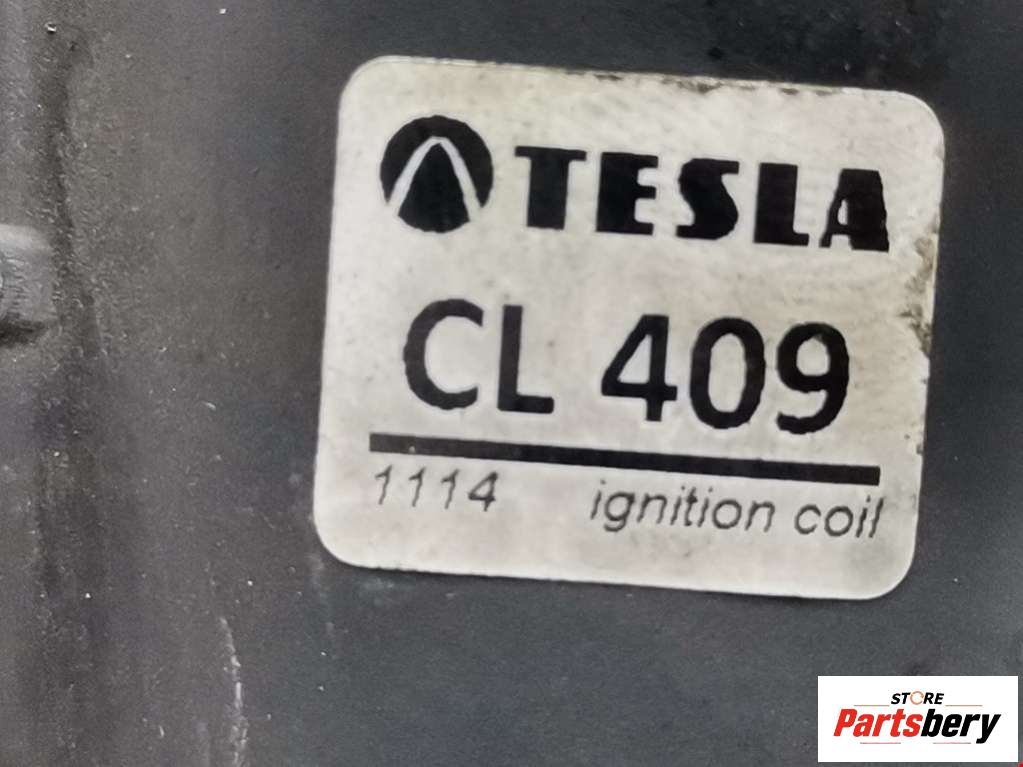 TESLA
CL 409
1114 ignition coil
STORE
Partsbery